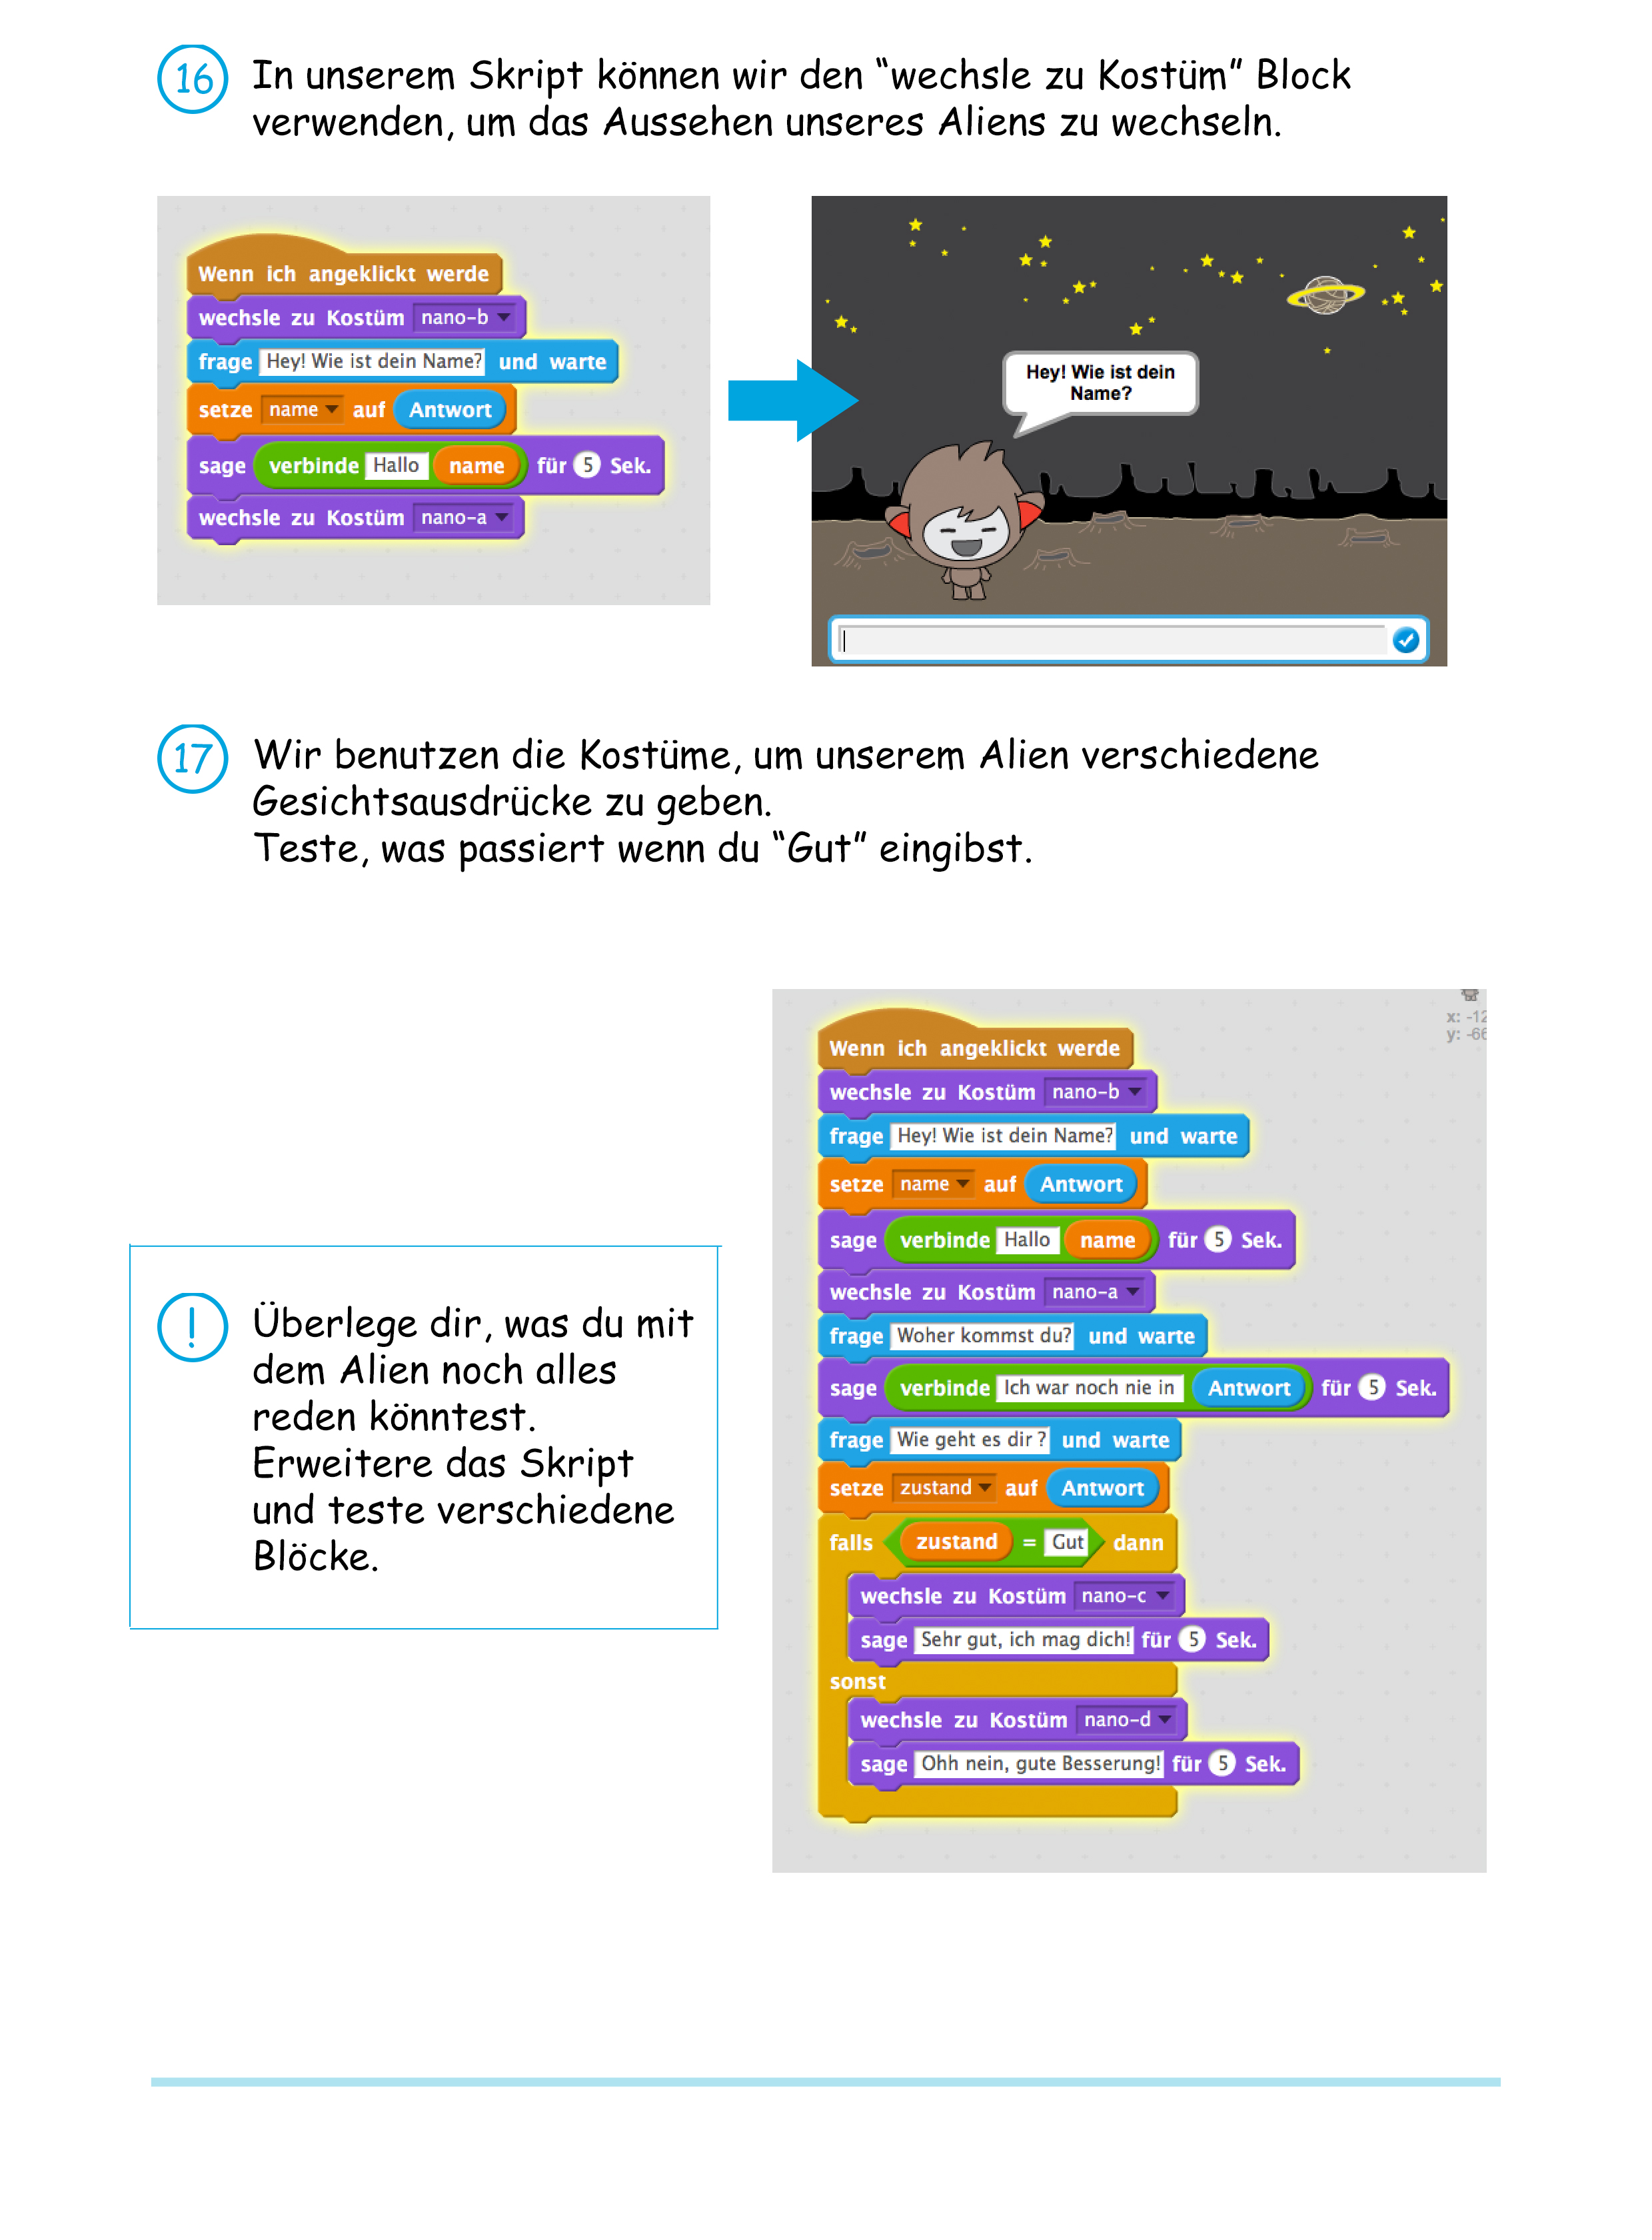 16
In unserem Skript können wir den “wechsle zu Kostüm” Block
verwenden, um das Aussehen unseres Aliens zu wechseln.
Wenn ich angeklickt werde
wechsle zu Kostüm nano-b
frage Hey! Wie ist dein Name? und warte
setze name auf Antwort
sage verbinde Hallo name für 5 Sek.
wechsle zu Kostüm nano-a
Hey! Wie ist dein
Name?
17
Wir benutzen die Kostüme, um unserem Alien verschiedene
Gesichtsausdrücke zu geben.
Teste, was passiert wenn du “Gut” eingibst.
!
Überlege dir, was du mit
dem Alien noch alles
reden könntest.
Erweitere das Skript
und teste verschiedene
Blöcke.
x: -12
y: -66
Wenn ich angeklickt werde
wechsle zu Kostüm nano-b
frage Hey! Wie ist dein Name? und warte
setze name auf Antwort
sage verbinde Hallo name für 5 Sek.
wechsle zu Kostüm nano-a
frage Woher kommst du? und warte
sage verbinde Ich war noch nie in Antwort für 5 Sek.
frage Wie geht es dir ? und warte
setze zustand auf Antwort
falls zustand = Gut dann
wechsle zu Kostüm nano-c
sage Sehr gut, ich mag dich! für 5 Sek.
sonst
wechsle zu Kostüm nano-d
sage Ohh nein, gute Besserung! für 5 Sek.